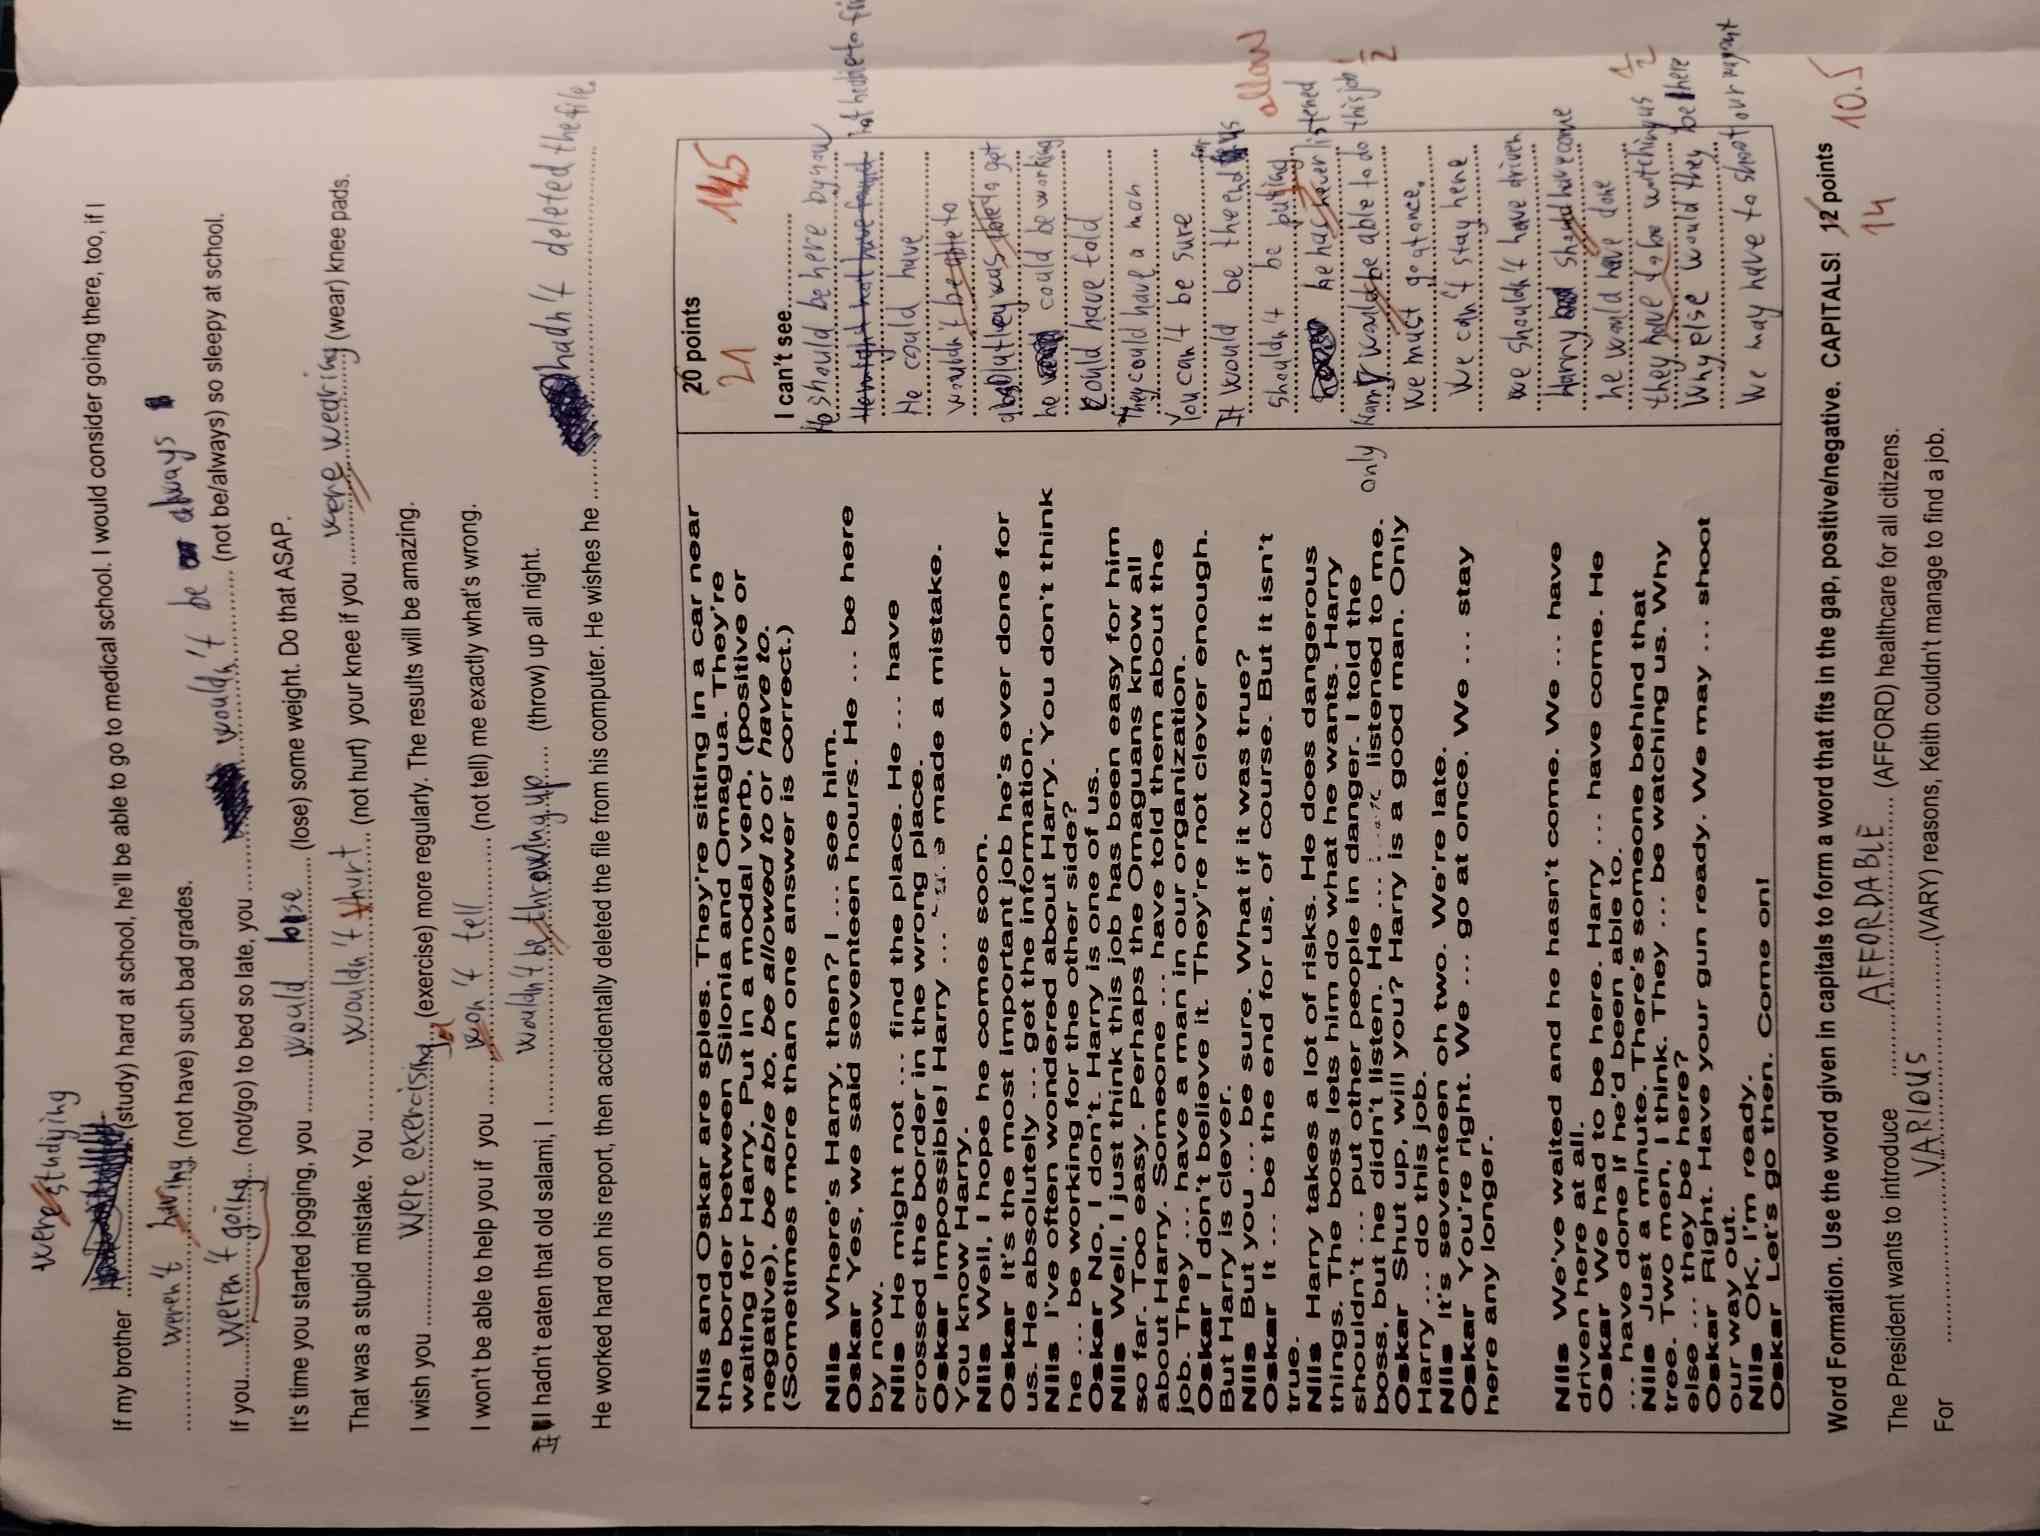 were studying
If my brother .......................... (study) hard at school, he'll be able to go to medical school. I would consider going there, too, if I
weren't having (not have) such bad grades.
If you weren't going (not/go) to bed so late, you wouldn't be always (not be/always) so sleepy at school.
It's time you started jogging, you would lose (lose) some weight. Do that ASAP.
That was a stupid mistake. You wouldn't hurt (not hurt) your knee if you were wearing (wear) knee pads.
I wish you were exercising (exercise) more regularly. The results will be amazing.
I won't be able to help you if you won't tell (not tell) me exactly what's wrong.
If I hadn't eaten that old salami, I wouldn't be throwing up (throw) up all night.
He worked hard on his report, then accidentally deleted the file from his computer. He wishes he hadn't deleted the file.
Nils and Oskar are spies. They're sitting in a car near
the border between Silonia and Omagua. They're
waiting for Harry. Put in a modal verb, (positive or
negative), be able to, be allowed to or have to.
(Sometimes more than one answer is correct.)
Nils Where's Harry, then? I ... see him.
Oskar Yes, we said seventeen hours. He ... be here
by now.
Nils He might not ... find the place. He ... have
crossed the border in the wrong place.
Oskar Impossible! Harry ... made a mistake.
You know Harry.
Nils Well, I hope he comes soon.
Oskar It's the most important job he's ever done for
us. He absolutely ... get the information.
Nils I've often wondered about Harry. You don't think
he ... be working for the other side?
Oskar No, I don't. Harry is one of us.
Nils Well, I just think this job has been easy for him
so far. Too easy. Perhaps the Omaguans know all
about Harry. Someone ... have told them about the
job. They ... have a man in our organization.
Oskar I don't believe it. They're not clever enough.
But Harry is clever.
Nils But you ... be sure. What if it was true?
Oskar It ... be the end for us, of course. But it isn't
true.
Nils Harry takes a lot of risks. He does dangerous
things. The boss lets him do what he wants. Harry
shouldn't ... put other people in danger. I told the
boss, but he didn't listen. He ... listened to me.
Oskar Shut up, will you? Harry is a good man. Only
Harry ... do this job.
Nils It's seventeen oh two. We're late.
Oskar You're right. We ... go at once. We ... stay
here any longer.
Nils We've waited and he hasn't come. We ... have
driven here at all.
Oskar We had to be here. Harry ... have come. He
... have done if he'd been able to.
Nils Just a minute. There's someone behind that
tree. Two men, I think. They ... be watching us. Why
else ... they be here?
Oskar Right. Have your gun ready. We may ... shoot
our way out.
Nils OK, I'm ready.
Oskar Let's go then. Come on!
20 points
21 14.5
I can't see..............
He should be here by now
He might not have found
He could have
wouldn't be able to
absolutley was able to get
he could be working
could have told
They could have a man
You can't be sure
It would be the end for us
shouldn't be putting allow
he has never listened
only Harry would be able to do this job 1/2
We must go at once.
We can't stay here
we shouldn't have driven
Harry should have come
he would have done
they have to be watching us 1/2
Why else would they be here
We may have to shoot our way out
Word Formation. Use the word given in capitals to form a word that fits in the gap, positive/negative. CAPITALS! 12 points
14 10.5
The President wants to introduce AFFORDABLE (AFFORD) healthcare for all citizens.
For VARIOUS (VARY) reasons, Keith couldn't manage to find a job.